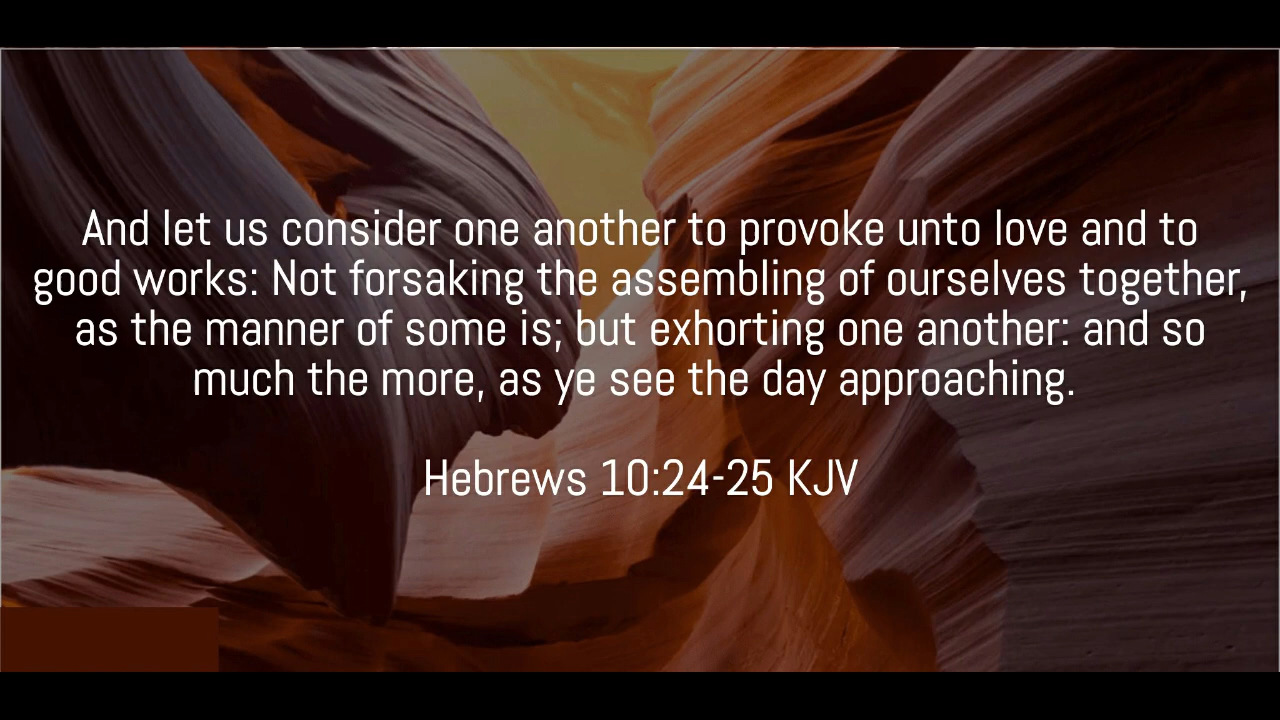 And let us consider one another to provoke unto love and to
good works: Not forsaking the assembling of ourselves together,
as the manner of some is; but exhorting one another: and so
much the more, as ye see the day approaching.
Hebrews 10:24-25 KJV